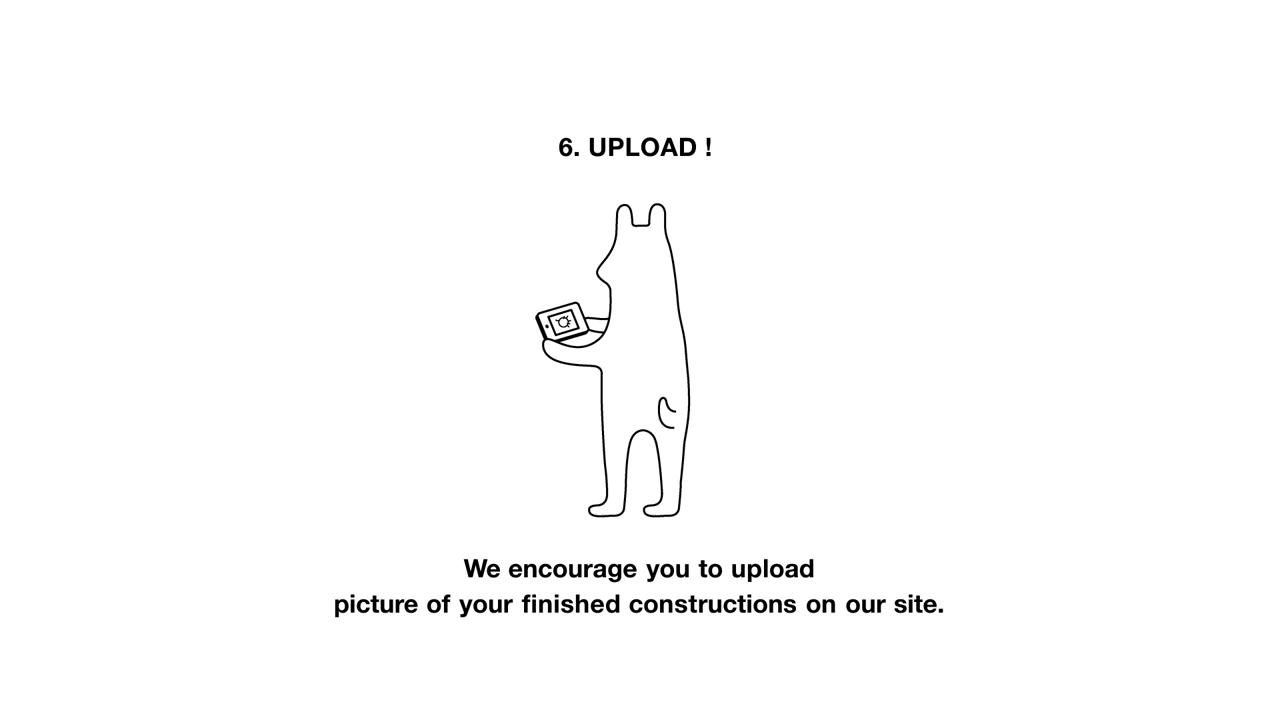 6. UPLOAD !
We encourage you to upload
picture of your finished constructions on our site.